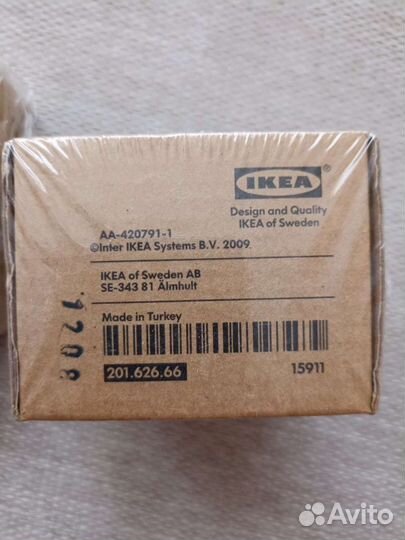 IKEA
Design and Quality
IKEA of Sweden
AA-420791-1
©Inter IKEA Systems B.V. 2009
IKEA of Sweden AB
SE-343 81 Älmhult
Made in Turkey
201.626.66
15911
Avito